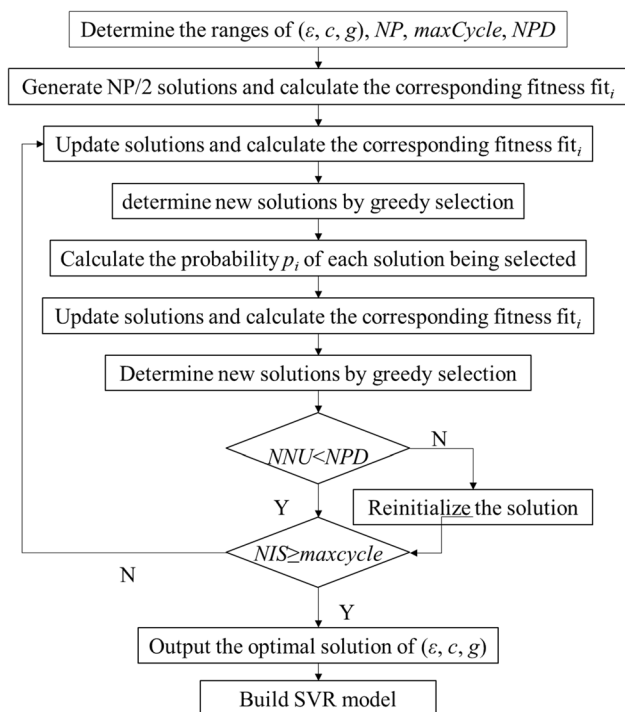 Determine the ranges of (ε, c, g), NP, maxCycle, NPD
Generate NP/2 solutions and calculate the corresponding fitness fitᵢ
Update solutions and calculate the corresponding fitness fitᵢ
determine new solutions by greedy selection
Calculate the probability pᵢ of each solution being selected
Update solutions and calculate the corresponding fitness fitᵢ
Determine new solutions by greedy selection
NNU<NPD
N
Y
Reinitialize the solution
NIS≥maxcycle
N
Y
Output the optimal solution of (ε, c, g)
Build SVR model